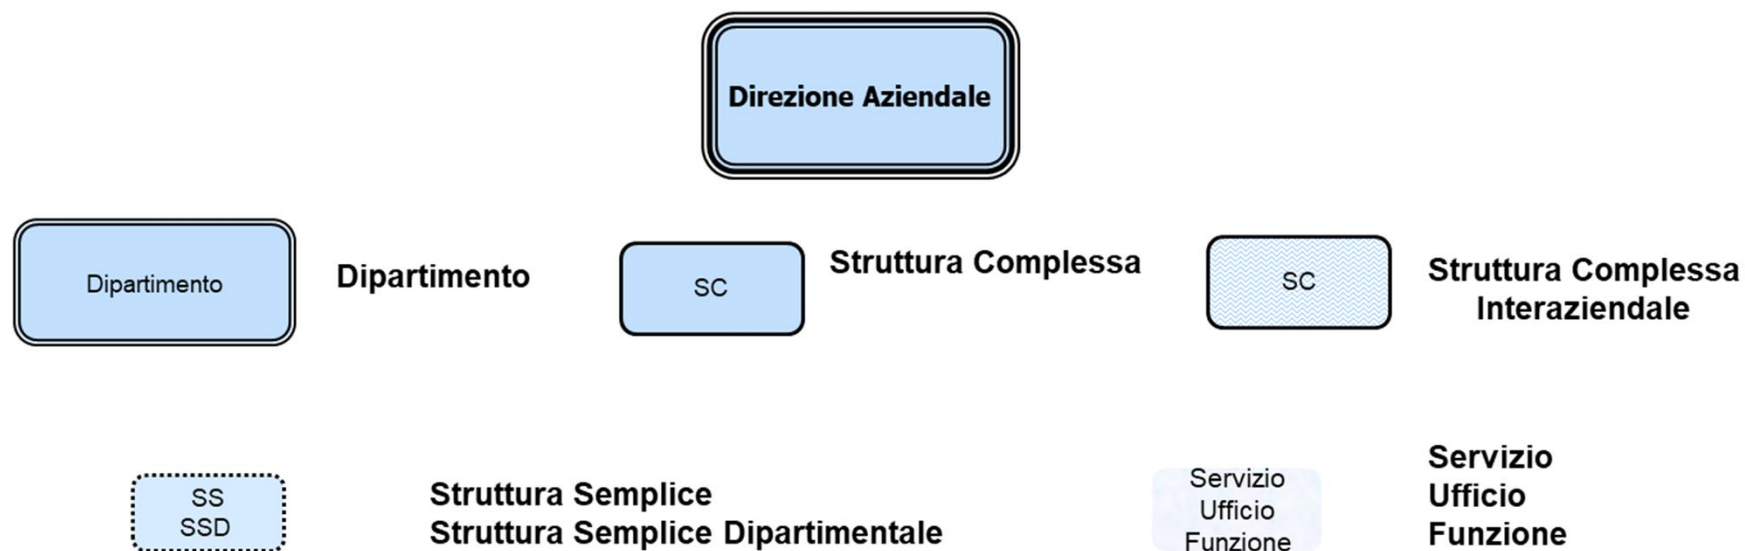 Direzione Aziendale
Dipartimento
Dipartimento
SC
Struttura Complessa
SC
Struttura Complessa
Interaziendale
SS
SSD
Struttura Semplice
Struttura Semplice Dipartimentale
Servizio
Ufficio
Funzione
Servizio
Ufficio
Funzione